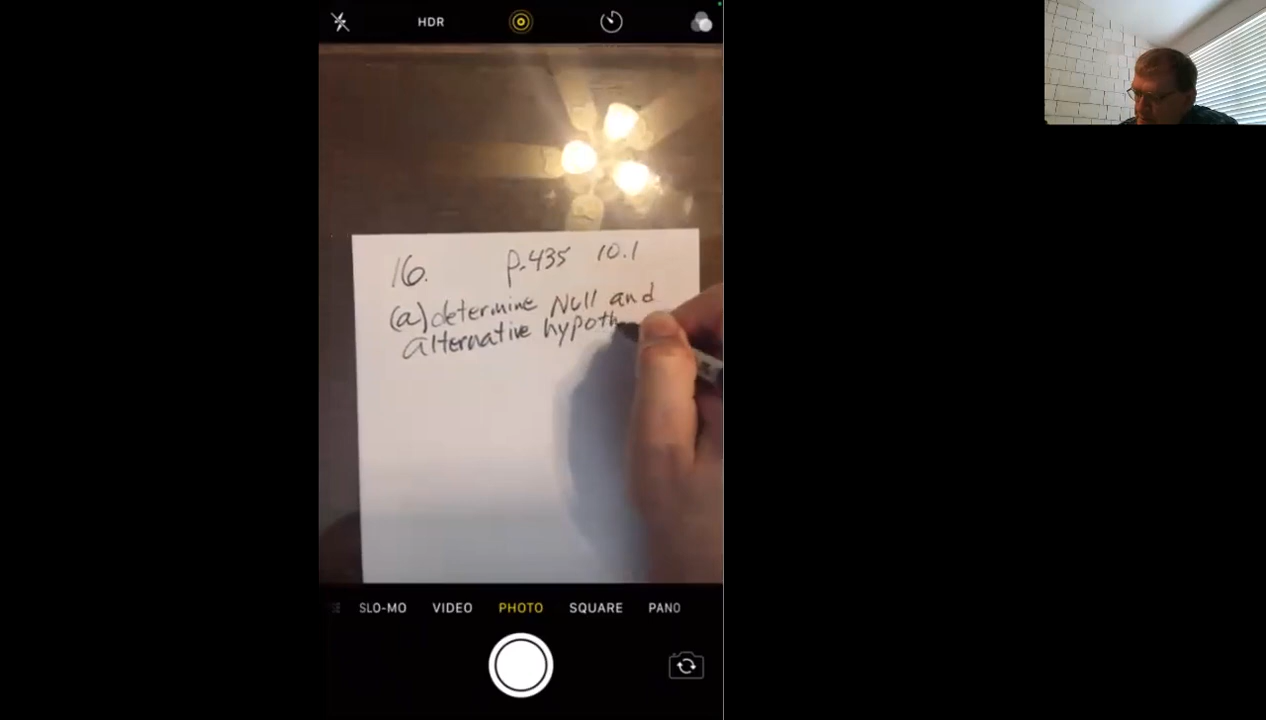 HDR
16. p.435 10.1
(a) determine Null and
alternative hypoth
SLO-MO VIDEO PHOTO SQUARE PANO